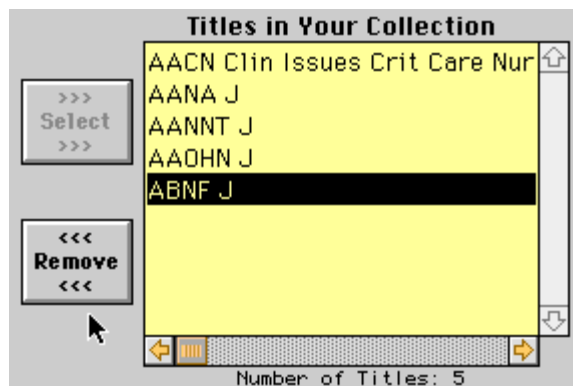 Titles in Your Collection
>>>
Select
>>>
AACN Clin Issues Crit Care Nur
AANA J
AANNT J
AAOHN J
ABNF J
<<<
Remove
<<<
Number of Titles: 5